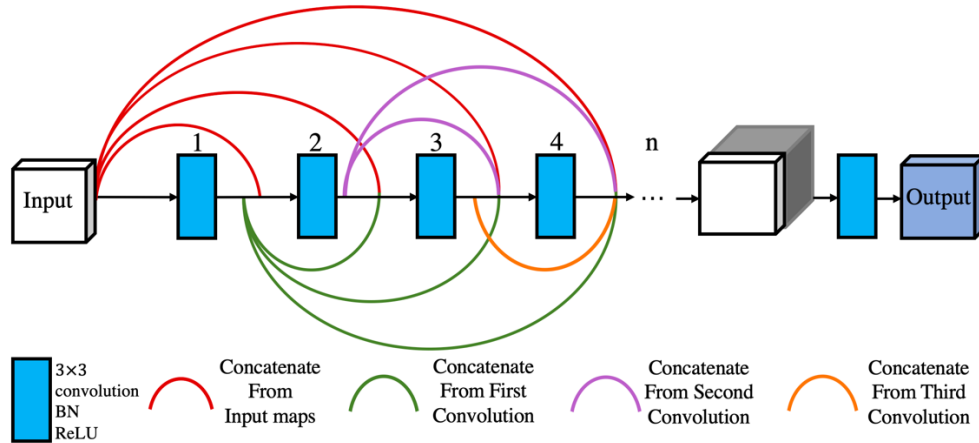 1 2 3 4 n
Input ... Output
3×3
convolution
BN
ReLU
Concatenate
From
Input maps
Concatenate
From First
Convolution
Concatenate
From Second
Convolution
Concatenate
From Third
Convolution